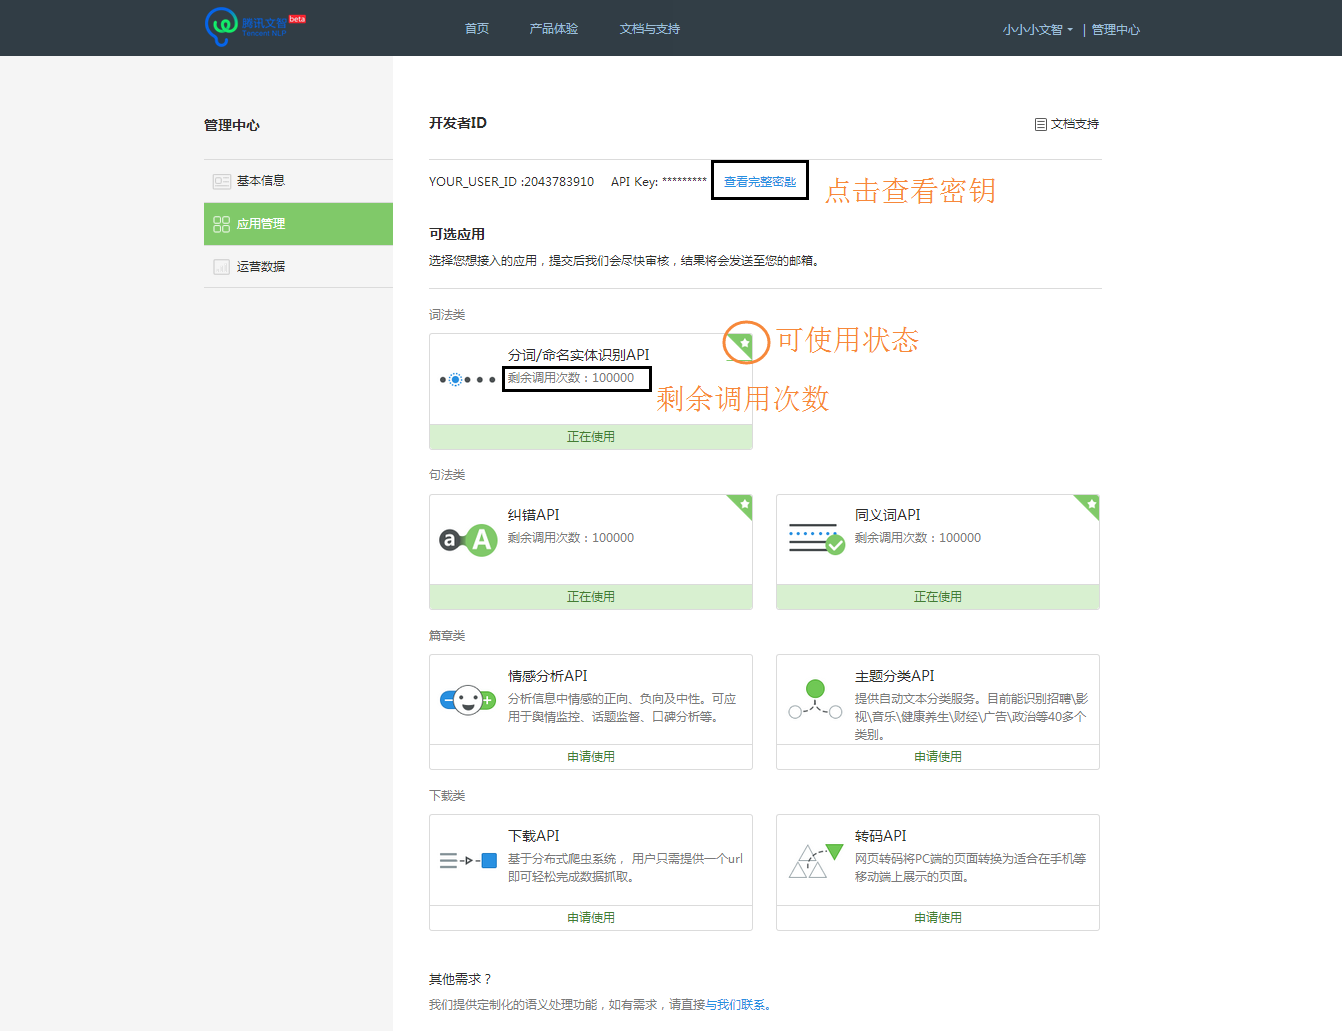 腾讯文智 beta
Tencent NLP
首页 产品体验 文档与支持 小小小文智 | 管理中心
管理中心
基本信息
应用管理
运营数据
开发者ID 文档支持
YOUR_USER_ID :2043783910 API Key: ********* 查看完整密匙 点击查看密钥
可选应用
选择您想接入的应用，提交后我们会尽快审核，结果将会发送至您的邮箱。
词法类
分词/命名实体识别API
剩余调用次数：100000
正在使用
可使用状态
剩余调用次数
句法类
纠错API
剩余调用次数：100000
正在使用
同义词API
剩余调用次数：100000
正在使用
篇章类
情感分析API
分析信息中情感的正向、负向及中性。可应
用于舆情监控、话题监督、口碑分析等。
申请使用
主题分类API
提供自动文本分类服务。目前能识别招聘\影
视\音乐\健康养生\财经\广告\政治等40多个
类别。
申请使用
下载类
下载API
基于分布式爬虫系统， 用户只需提供一个url
即可轻松完成数据抓取。
申请使用
转码API
网页转码将PC端的页面转换为适合在手机等
移动端上展示的页面。
申请使用
其他需求？
我们提供定制化的语义处理功能，如有需求，请直接与我们联系。